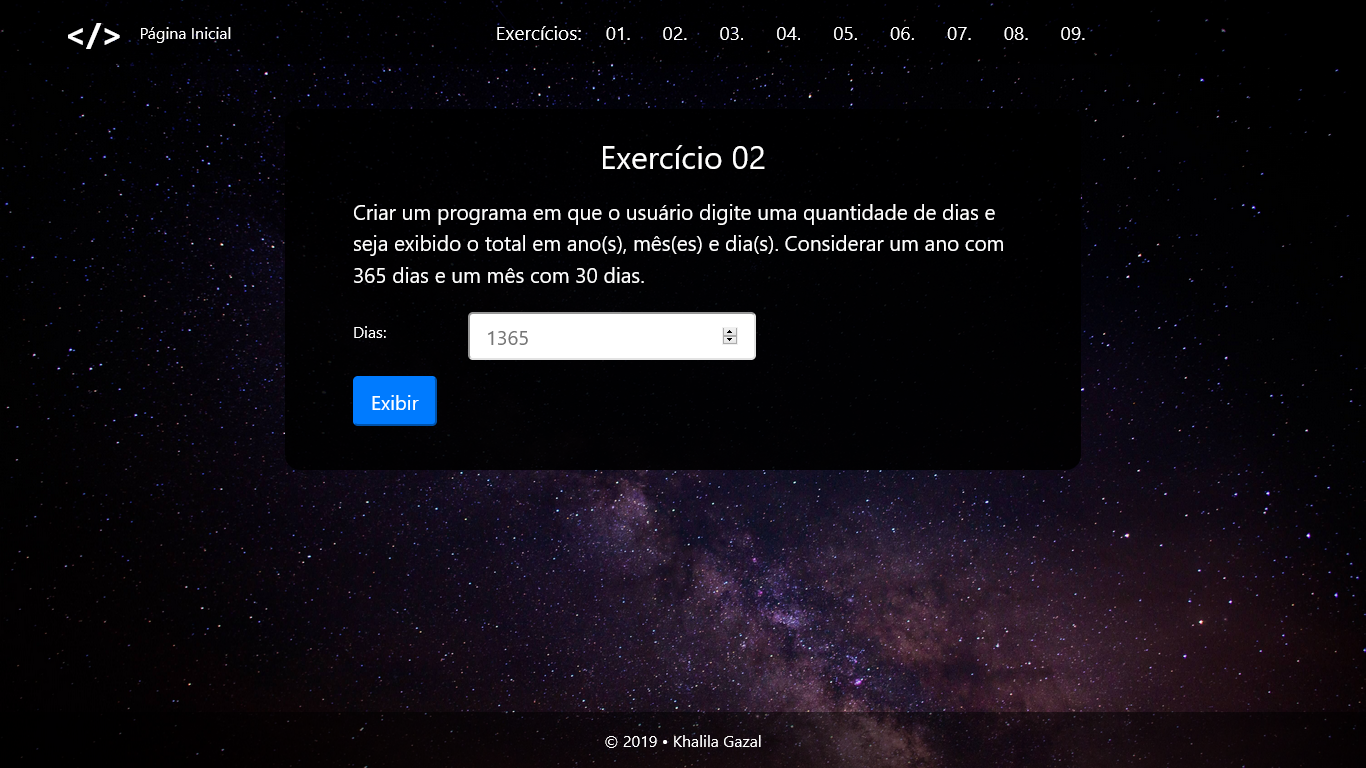 </> Página Inicial Exercícios: 01. 02. 03. 04. 05. 06. 07. 08. 09.
Exercício 02
Criar um programa em que o usuário digite uma quantidade de dias e
seja exibido o total em ano(s), mês(es) e dia(s). Considerar um ano com
365 dias e um mês com 30 dias.
Dias: 1365
Exibir
© 2019 • Khalila Gazal